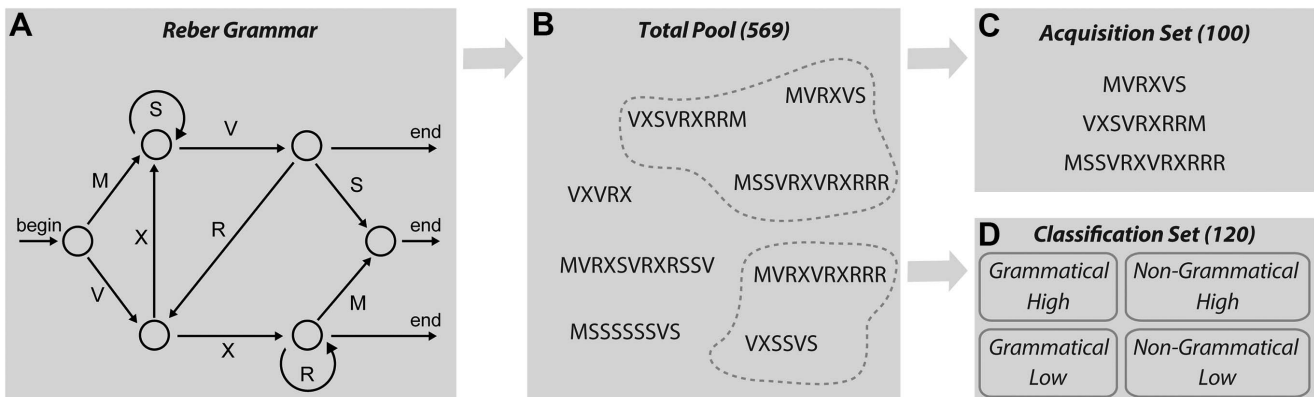 A
Reber Grammar
S
V
end
M
S
begin
X
R
end
V
M
X
end
R
B
Total Pool (569)
MVRXVS
VXSVRXRRM
MSSVRXVRXRRR
VXVRX
MVRXSVRXRSSV
MVRXVRXRRR
MSSSSSSVS
VXSSVS
C
Acquisition Set (100)
MVRXVS
VXSVRXRRM
MSSVRXVRXRRR
D
Classification Set (120)
Grammatical
High
Non-Grammatical
High
Grammatical
Low
Non-Grammatical
Low